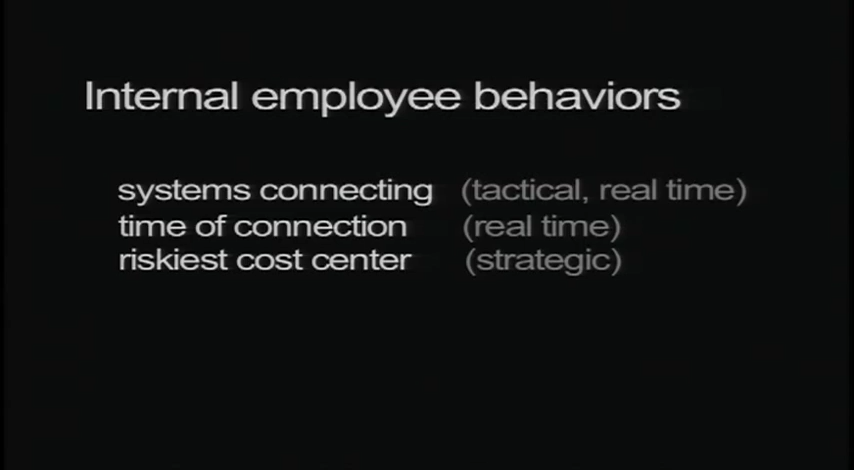 Internal employee behaviors
systems connecting (tactical, real time)
time of connection (real time)
riskiest cost center (strategic)